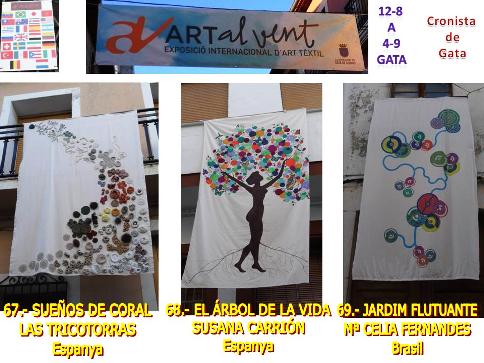 ARTal vent
EXPOSICIÓ INTERNACIONAL D'ART TÈXTIL
12-8
A
4-9
GATA
Cronista
de
Gata
67.- SUEÑOS DE CORAL
LAS TRICOTORRAS
Espanya
68.- EL ÁRBOL DE LA VIDA
SUSANA CARRIÓN
Espanya
69.- JARDIM FLUTUANTE
Mª CELIA FERNANDES
Brasil